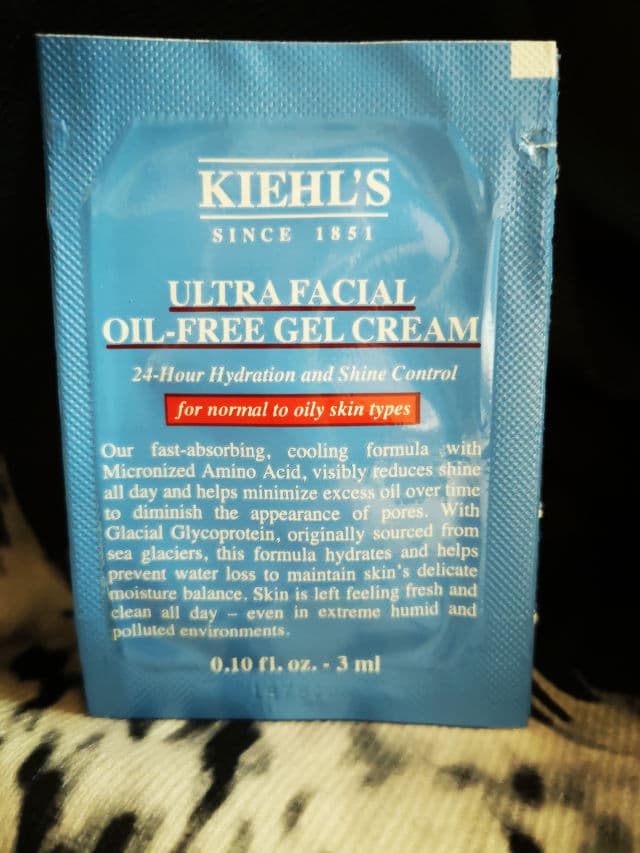 KIEHL'S
SINCE 1851
ULTRA FACIAL
OIL-FREE GEL CREAM
24-Hour Hydration and Shine Control
for normal to oily skin types
Our fast-absorbing, cooling formula with
Micronized Amino Acid, visibly reduces shine
all day and helps minimize excess oil over time
to diminish the appearance of pores. With
Glacial Glycoprotein, originally sourced from
sea glaciers, this formula hydrates and helps
prevent water loss to maintain skin's delicate
moisture balance. Skin is left feeling fresh and
clean all day – even in extreme humid and
polluted environments.
0.10 fl. oz. - 3 ml